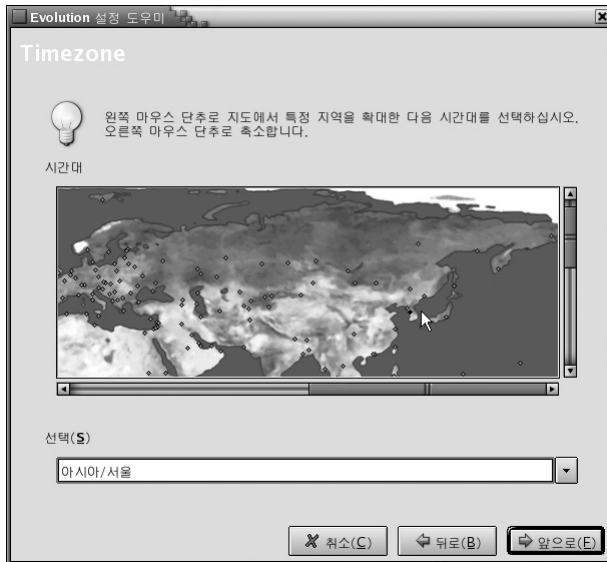 Evolution 설정 도우미
Timezone
왼쪽 마우스 단추로 지도에서 특정 지역을 확대한 다음 시간대를 선택하십시오.
오른쪽 마우스 단추로 축소합니다.
시간대
선택(S)
아시아/서울
취소(C)
뒤로(B)
앞으로(F)